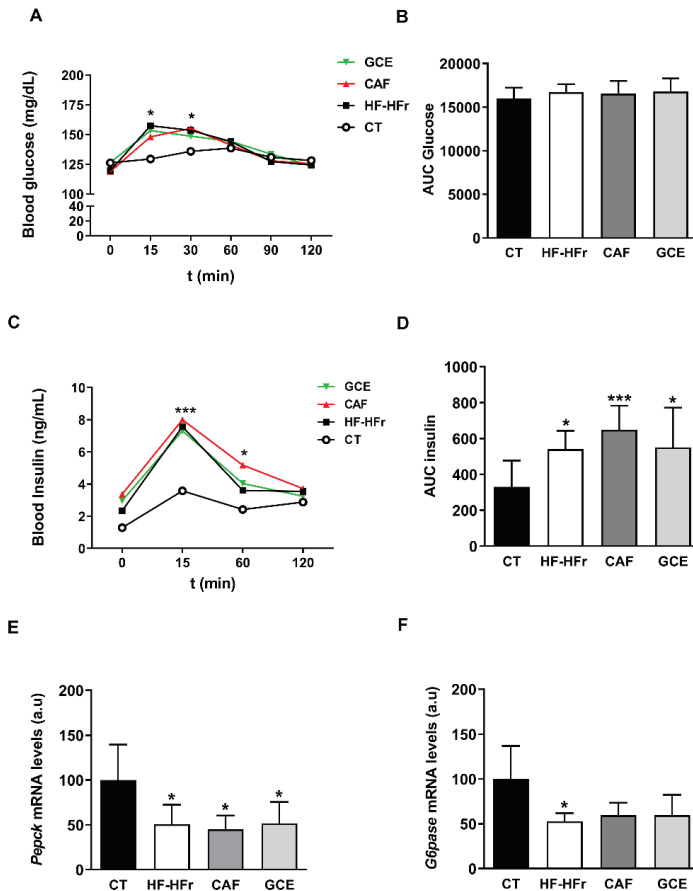 A
GCE
CAF
HF-HFr
CT
Blood glucose (mg/dL)
200
175
150
125
100
40
20
0
* *
0 15 30 60 90 120
t (min)
B
AUC Glucose
20000
15000
10000
5000
0
CT HF-HFr CAF GCE
C
GCE
CAF
HF-HFr
CT
Blood Insulin (ng/mL)
10
8
6
4
2
0
***
*
0 15 60 120
t (min)
D
AUC insulin
1000
800
600
400
200
0
* *** *
CT HF-HFr CAF GCE
E
Pepck mRNA levels (a.u)
200
150
100
50
0
* * *
CT HF-HFr CAF GCE
F
G6pase mRNA levels (a.u)
200
150
100
50
0
*
CT HF-HFr CAF GCE